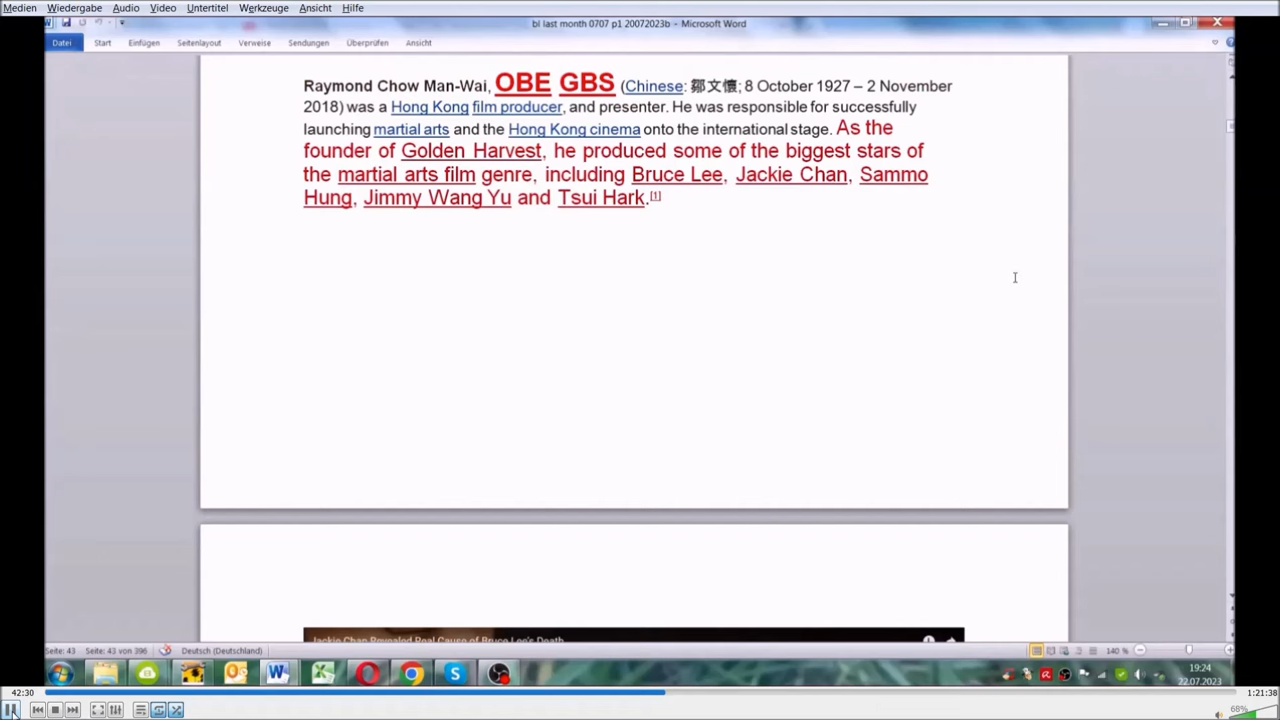 Medien Wiedergabe Audio Video Untertitel Werkzeuge Ansicht Hilfe
bl last month 0707 p1 20072023b - Microsoft Word
Datei Start Einfügen Seitenlayout Verweise Sendungen Überprüfen Ansicht
Raymond Chow Man-Wai, OBE GBS (Chinese: 鄒文懷; 8 October 1927 – 2 November
2018) was a Hong Kong film producer, and presenter. He was responsible for successfully
launching martial arts and the Hong Kong cinema onto the international stage. As the
founder of Golden Harvest, he produced some of the biggest stars of
the martial arts film genre, including Bruce Lee, Jackie Chan, Sammo
Hung, Jimmy Wang Yu and Tsui Hark.[1]
Jackie Chan Revealed Real Cause of Bruce Lee's Death
Seite: 43 Seite: 43 von 396 Deutsch (Deutschland) 140 %
19:24
22.07.2023
42:30 1:21:38
68%